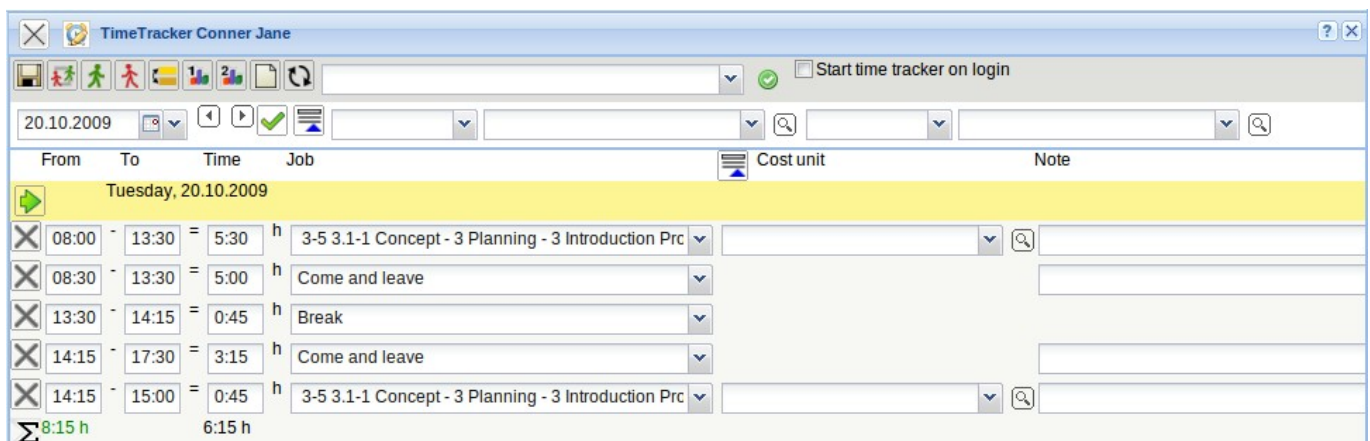 TimeTracker Conner Jane
Start time tracker on login
20.10.2009
From To Time Job Cost unit Note
Tuesday, 20.10.2009
08:00 - 13:30 = 5:30 h 3-5 3.1-1 Concept - 3 Planning - 3 Introduction Prc
08:30 - 13:30 = 5:00 h Come and leave
13:30 - 14:15 = 0:45 h Break
14:15 - 17:30 = 3:15 h Come and leave
14:15 - 15:00 = 0:45 h 3-5 3.1-1 Concept - 3 Planning - 3 Introduction Prc
Σ 8:15 h 6:15 h